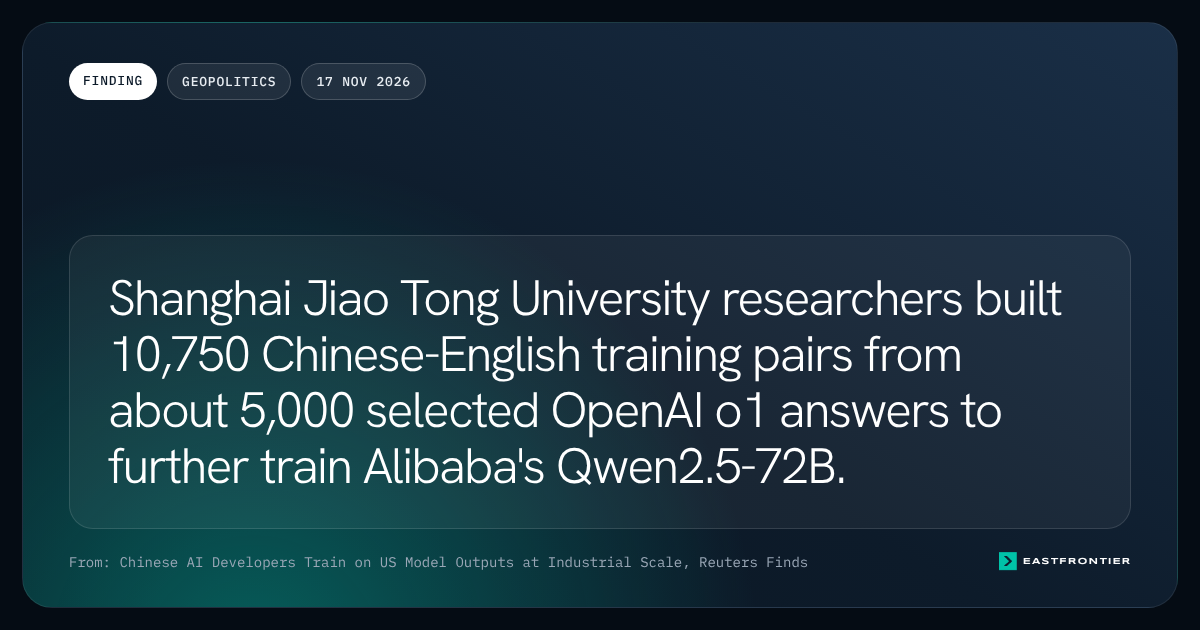 FINDING
GEOPOLITICS
17 NOV 2026
Shanghai Jiao Tong University researchers built
10,750 Chinese-English training pairs from
about 5,000 selected OpenAI o1 answers to
further train Alibaba's Qwen2.5-72B.
From: Chinese AI Developers Train on US Model Outputs at Industrial Scale, Reuters Finds
EASTFRONTIER